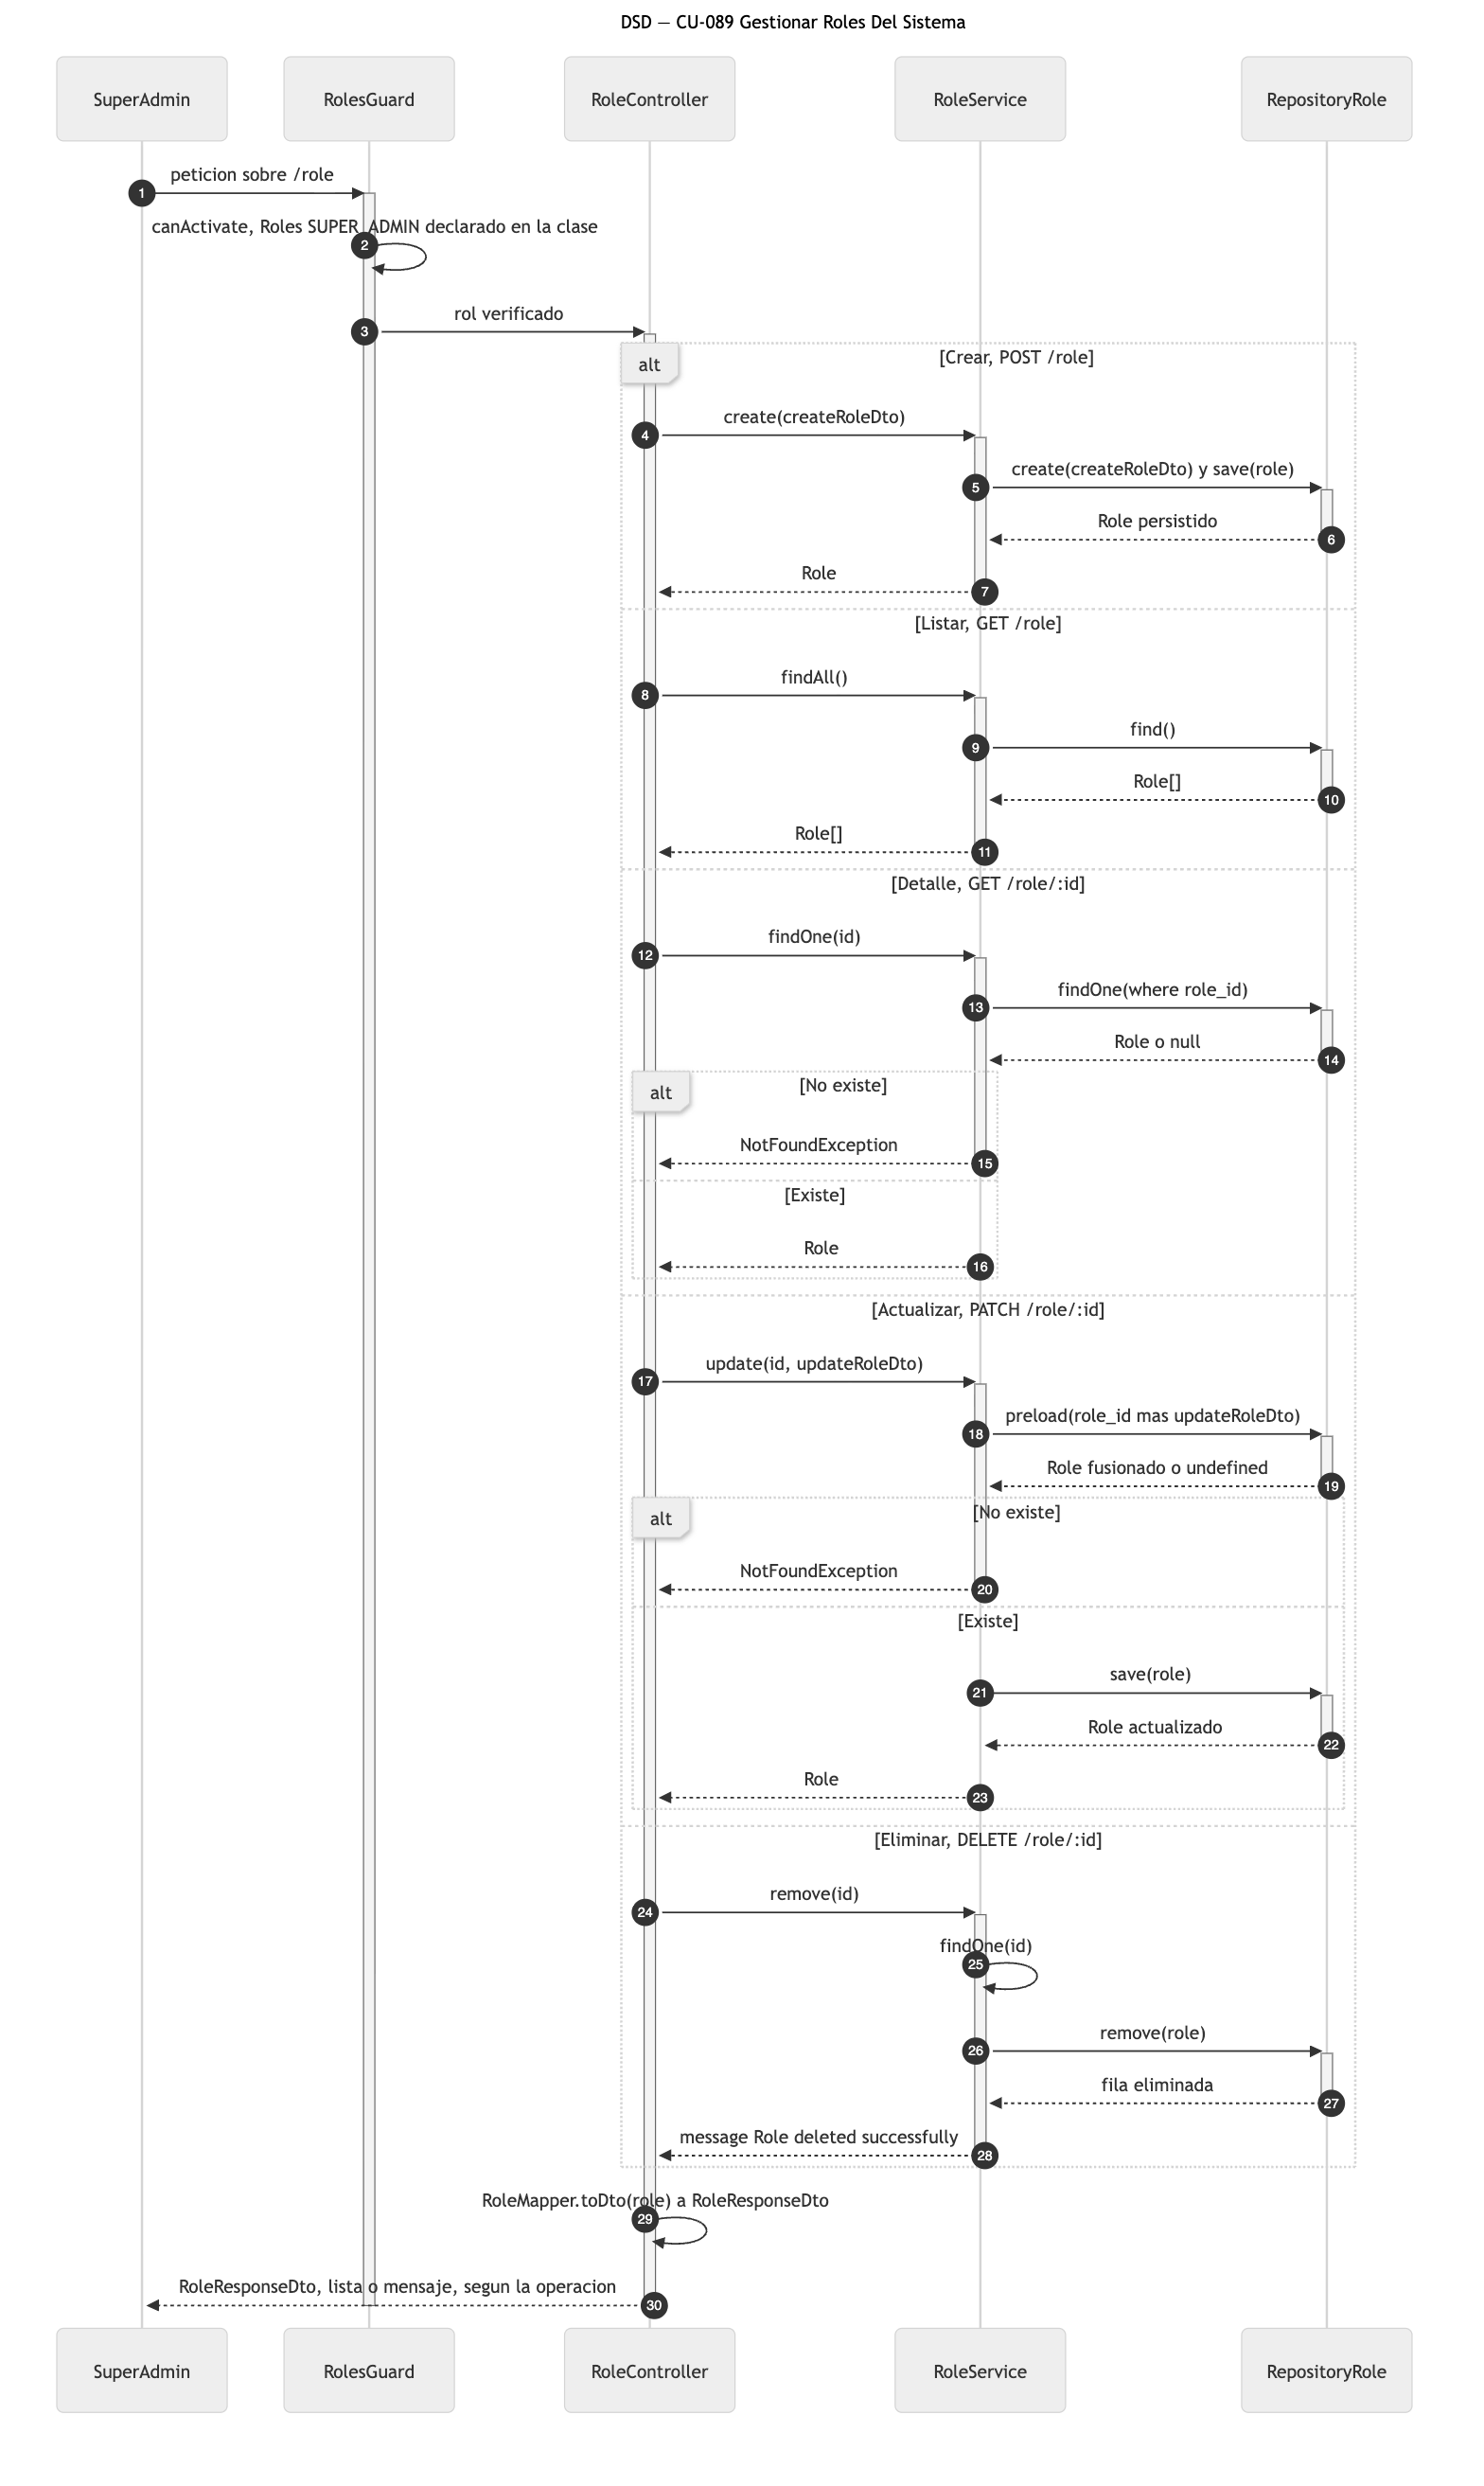 DSD — CU-089 Gestionar Roles Del Sistema
SuperAdmin
RolesGuard
RoleController
RoleService
RepositoryRole
peticion sobre /role
1
canActivate, Roles SUPER_ADMIN declarado en la clase
2
rol verificado
3
alt
[Crear, POST /role]
create(createRoleDto)
4
create(createRoleDto) y save(role)
5
Role persistido
6
Role
7
[Listar, GET /role]
findAll()
8
find()
9
Role[]
10
Role[]
11
[Detalle, GET /role/:id]
findOne(id)
12
findOne(where role_id)
13
Role o null
14
alt
[No existe]
NotFoundException
15
[Existe]
Role
16
[Actualizar, PATCH /role/:id]
update(id, updateRoleDto)
17
preload(role_id mas updateRoleDto)
18
Role fusionado o undefined
19
alt
[No existe]
NotFoundException
20
[Existe]
save(role)
21
Role actualizado
22
Role
23
[Eliminar, DELETE /role/:id]
remove(id)
24
findOne(id)
25
remove(role)
26
fila eliminada
27
message Role deleted successfully
28
RoleMapper.toDto(role) a RoleResponseDto
29
RoleResponseDto, lista o mensaje, segun la operacion
30
SuperAdmin
RolesGuard
RoleController
RoleService
RepositoryRole